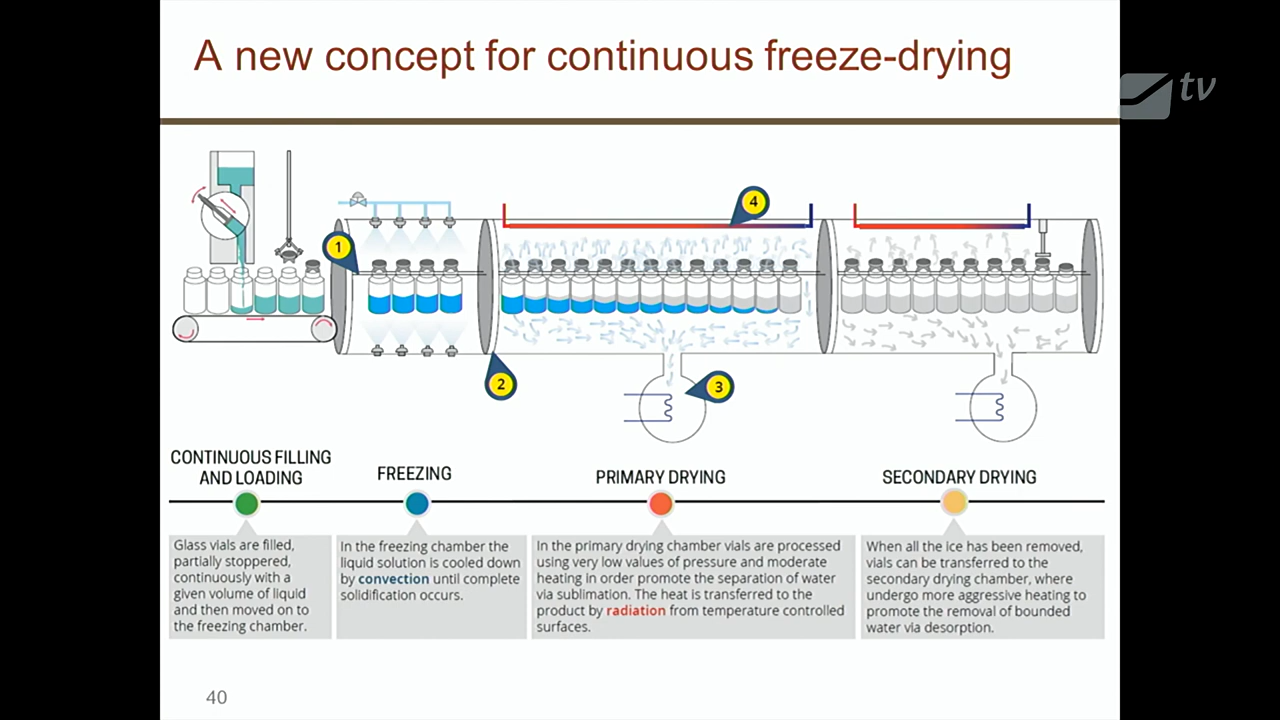 A new concept for continuous freeze-drying
tv
4
1
2
3
CONTINUOUS FILLING
AND LOADING
FREEZING
PRIMARY DRYING
SECONDARY DRYING
Glass vials are filled,
partially stoppered,
continuously with a
given volume of liquid
and then moved on to
the freezing chamber.
In the freezing chamber the
liquid solution is cooled down
by convection until complete
solidification occurs.
In the primary drying chamber vials are processed
using very low values of pressure and moderate
heating in order promote the separation of water
via sublimation. The heat is transferred to the
product by radiation from temperature controlled
surfaces.
When all the ice has been removed,
vials can be transferred to the
secondary drying chamber, where
undergo more aggressive heating to
promote the removal of bounded
water via desorption.
40